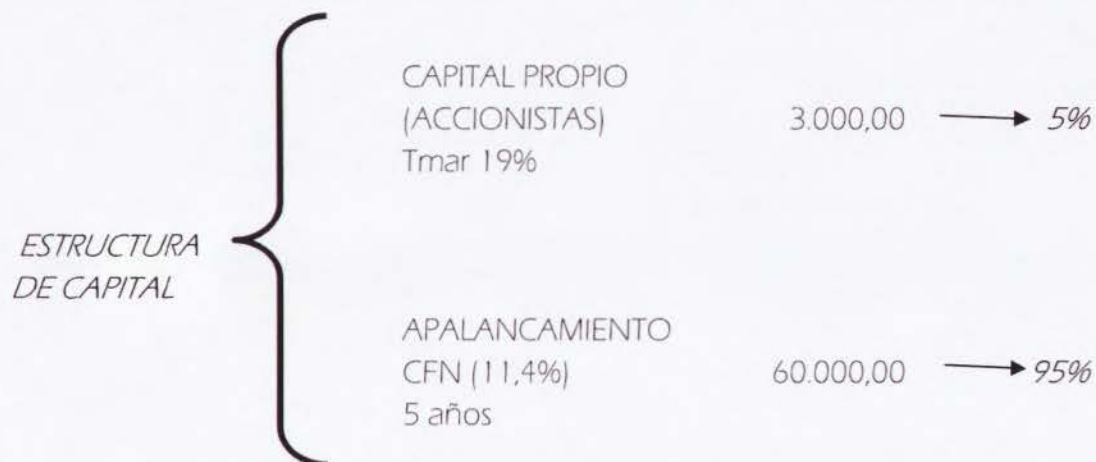 ESTRUCTURA
DE CAPITAL
CAPITAL PROPIO
(ACCIONISTAS) 3.000,00 5%
Tmar 19%
APALANCAMIENTO
CFN (11,4%) 60.000,00 95%
5 años